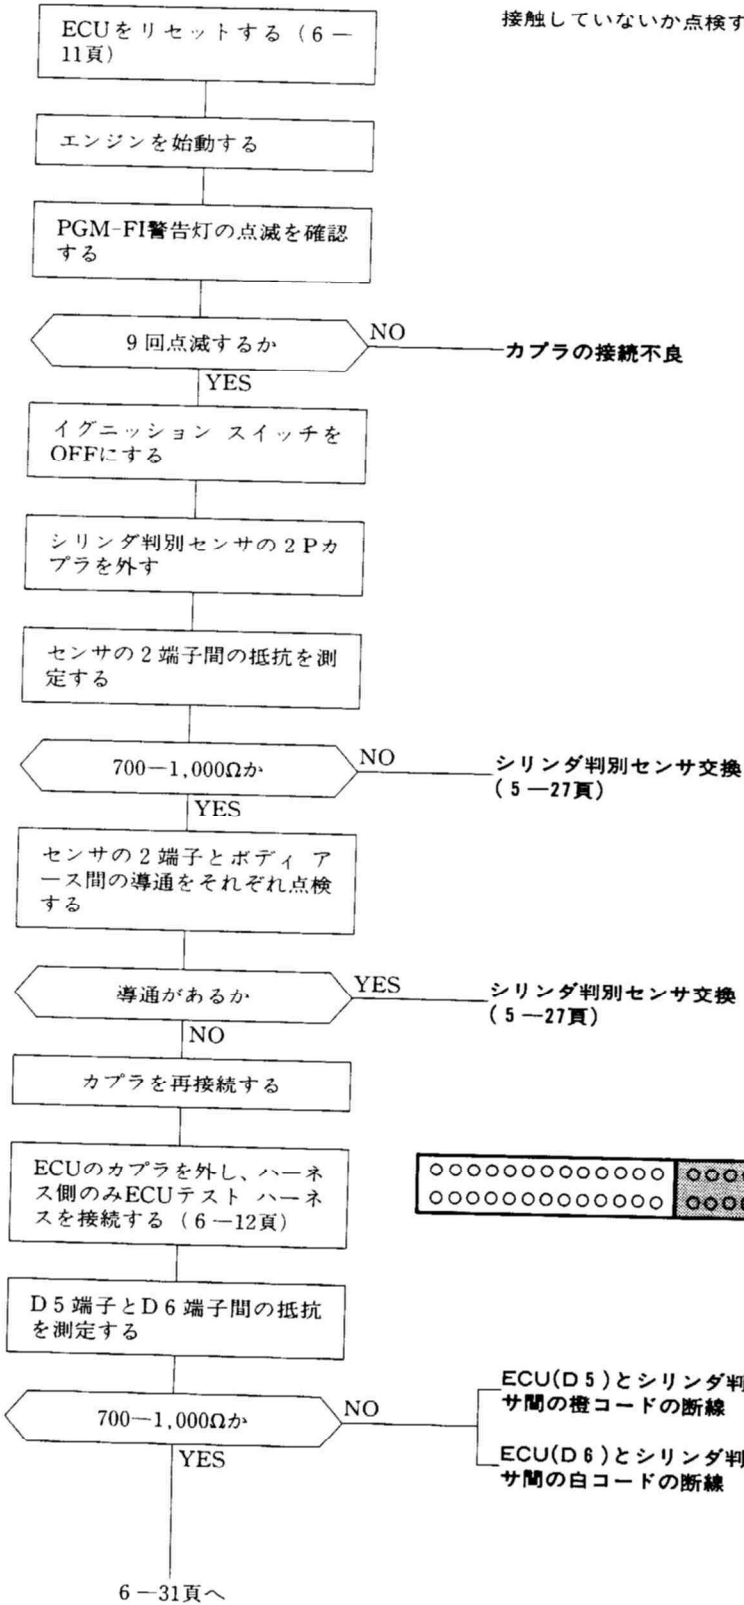 接触していないか点検す
ECUをリセットする（6－
11頁）
エンジンを始動する
PGM-FI警告灯の点滅を確認
する
9回点滅するか
NO
カプラの接続不良
YES
イグニッション スイッチを
OFFにする
シリンダ判別センサの2Pカ
プラを外す
センサの2端子間の抵抗を測
定する
700－1,000Ωか
NO
シリンダ判別センサ交換
（5－27頁）
YES
センサの2端子とボディ ア
ース間の導通をそれぞれ点検
する
導通があるか
YES
シリンダ判別センサ交換
（5－27頁）
NO
カプラを再接続する
ECUのカプラを外し、ハーネ
ス側のみECUテスト ハーネ
スを接続する（6－12頁）
D5端子とD6端子間の抵抗
を測定する
700－1,000Ωか
NO
ECU(D5)とシリンダ判
サ間の橙コードの断線
ECU(D6)とシリンダ判
サ間の白コードの断線
YES
6－31頁へ